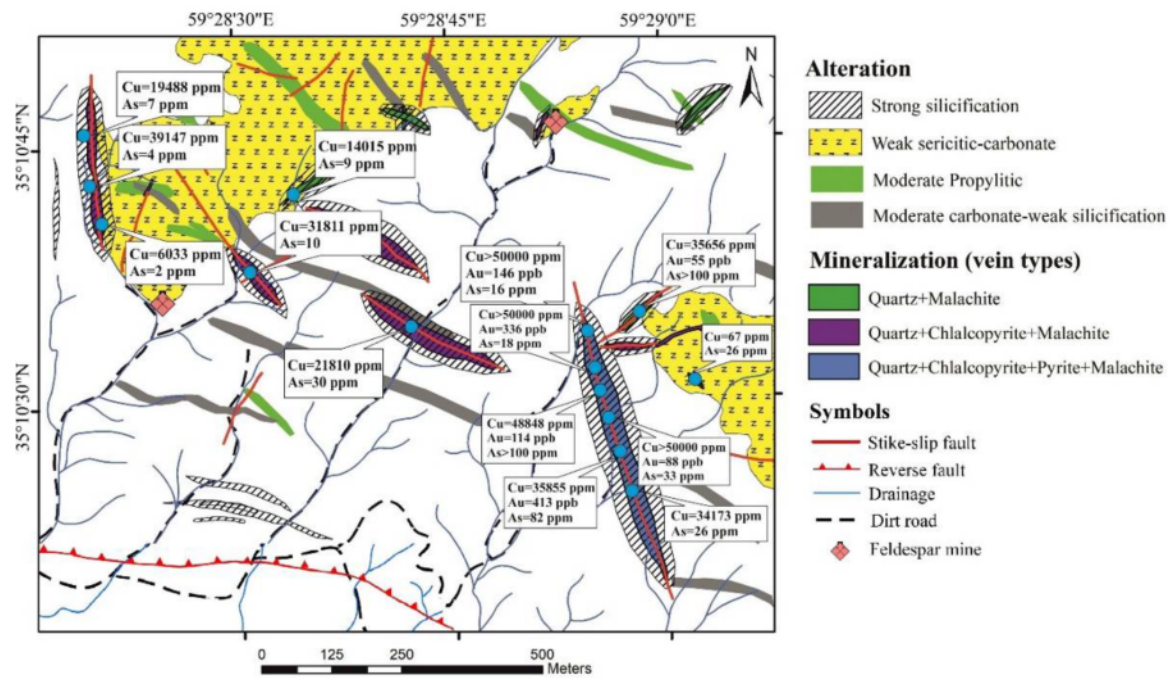 59°28'30"E
59°28'45"E
59°29'0"E
35°10'45"N
35°10'30"N
N
Cu=19488 ppm
As=7 ppm
Cu=39147 ppm
As=4 ppm
Cu=6033 ppm
As=2 ppm
Cu=14015 ppm
As=9 ppm
Cu=31811 ppm
As=10
Cu=21810 ppm
As=30 ppm
Cu>50000 ppm
Au=146 ppb
As=16 ppm
Cu>50000 ppm
Au=336 ppb
As=18 ppm
Cu=35656 ppm
Au=55 ppb
As>100 ppm
Cu=67 ppm
As=26 ppm
Cu=48848 ppm
Au=114 ppb
As>100 ppm
Cu>50000 ppm
Au=88 ppb
As=33 ppm
Cu=35855 ppm
Au=413 ppb
As=82 ppm
Cu=34173 ppm
As=26 ppm
0 125 250 500
Meters
Alteration
Strong silicification
Weak sericitic-carbonate
Moderate Propylitic
Moderate carbonate-weak silicification
Mineralization (vein types)
Quartz+Malachite
Quartz+Chlalcopyrite+Malachite
Quartz+Chlalcopyrite+Pyrite+Malachite
Symbols
Stike-slip fault
Reverse fault
Drainage
Dirt road
Feldespar mine